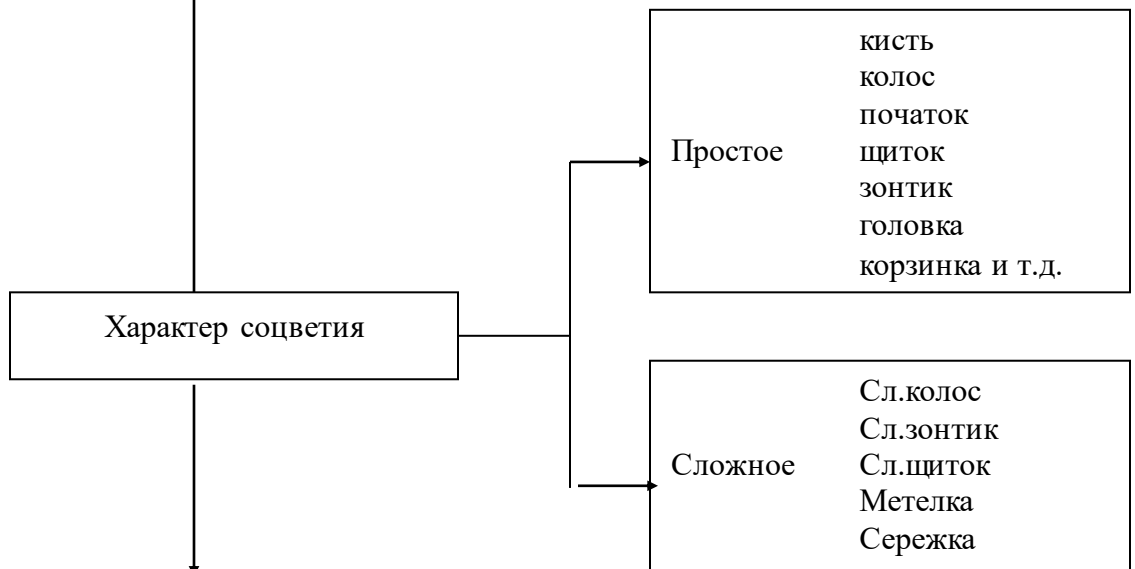 кисть
колос
початок
Простое щиток
зонтик
головка
корзинка и т.д.
Характер соцветия
Сл.колос
Сл.зонтик
Сложное Сл.щиток
Метелка
Сережка